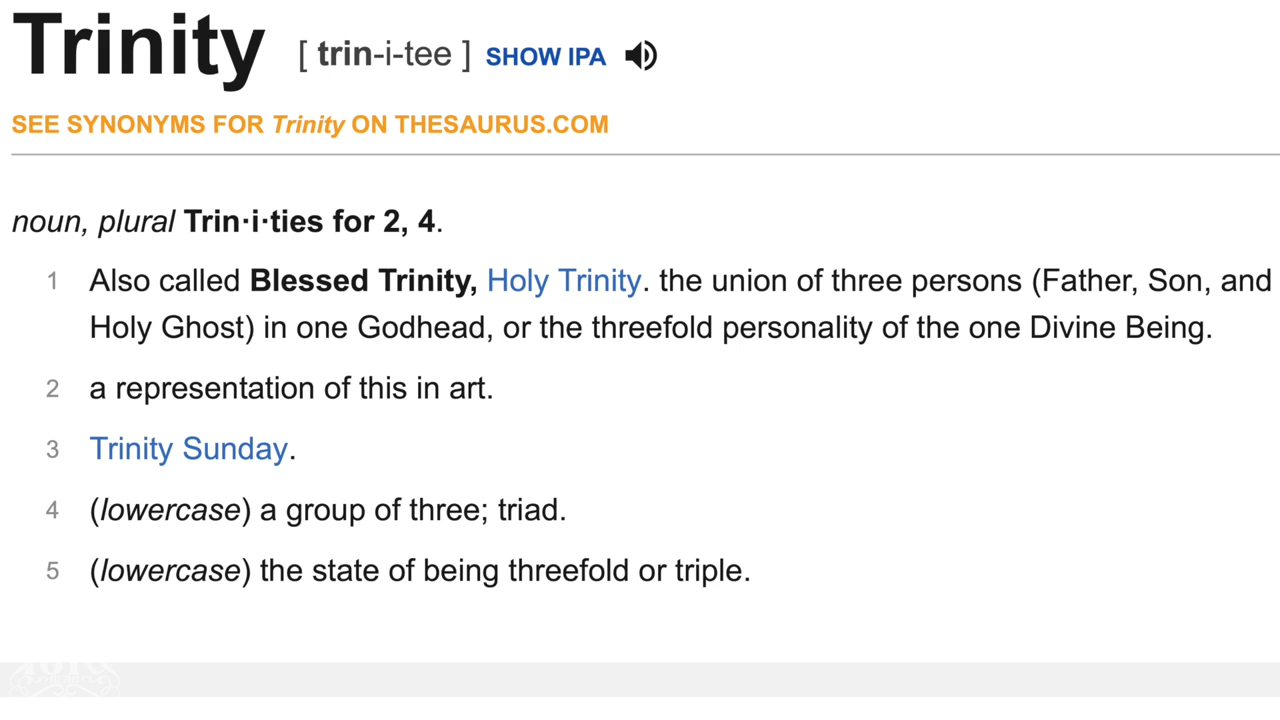 Trinity [ trin-i-tee ] SHOW IPA
SEE SYNONYMS FOR Trinity ON THESAURUS.COM
noun, plural Trin·i·ties for 2, 4.
1 Also called Blessed Trinity, Holy Trinity. the union of three persons (Father, Son, and
Holy Ghost) in one Godhead, or the threefold personality of the one Divine Being.
2 a representation of this in art.
3 Trinity Sunday.
4 (lowercase) a group of three; triad.
5 (lowercase) the state of being threefold or triple.